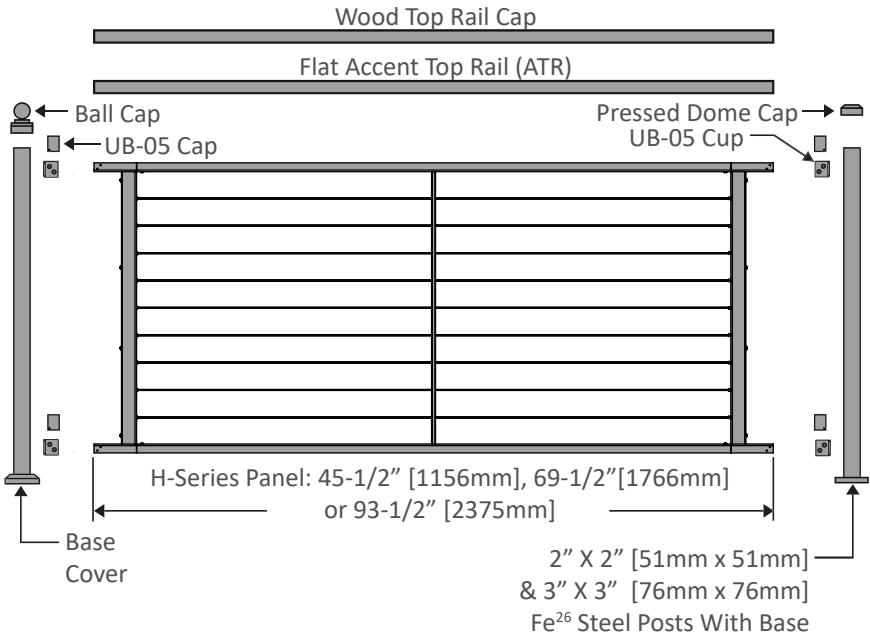 Wood Top Rail Cap
Flat Accent Top Rail (ATR)
Ball Cap
Pressed Dome Cap
UB-05 Cap
UB-05 Cup
H-Series Panel: 45-1/2” [1156mm], 69-1/2”[1766mm]
or 93-1/2” [2375mm]
Base
Cover
2” X 2” [51mm x 51mm]
& 3” X 3” [76mm x 76mm]
Fe²⁶ Steel Posts With Base